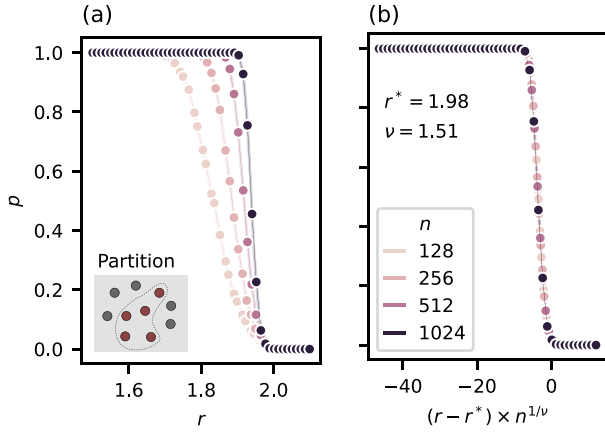 (a)
1.0
0.8
0.6
0.4
0.2
0.0
p
Partition
1.6
1.8
2.0
r
(b)
r* = 1.98
ν = 1.51
n
128
256
512
1024
−40
−20
0
(r − r*) × n^{1/ν}